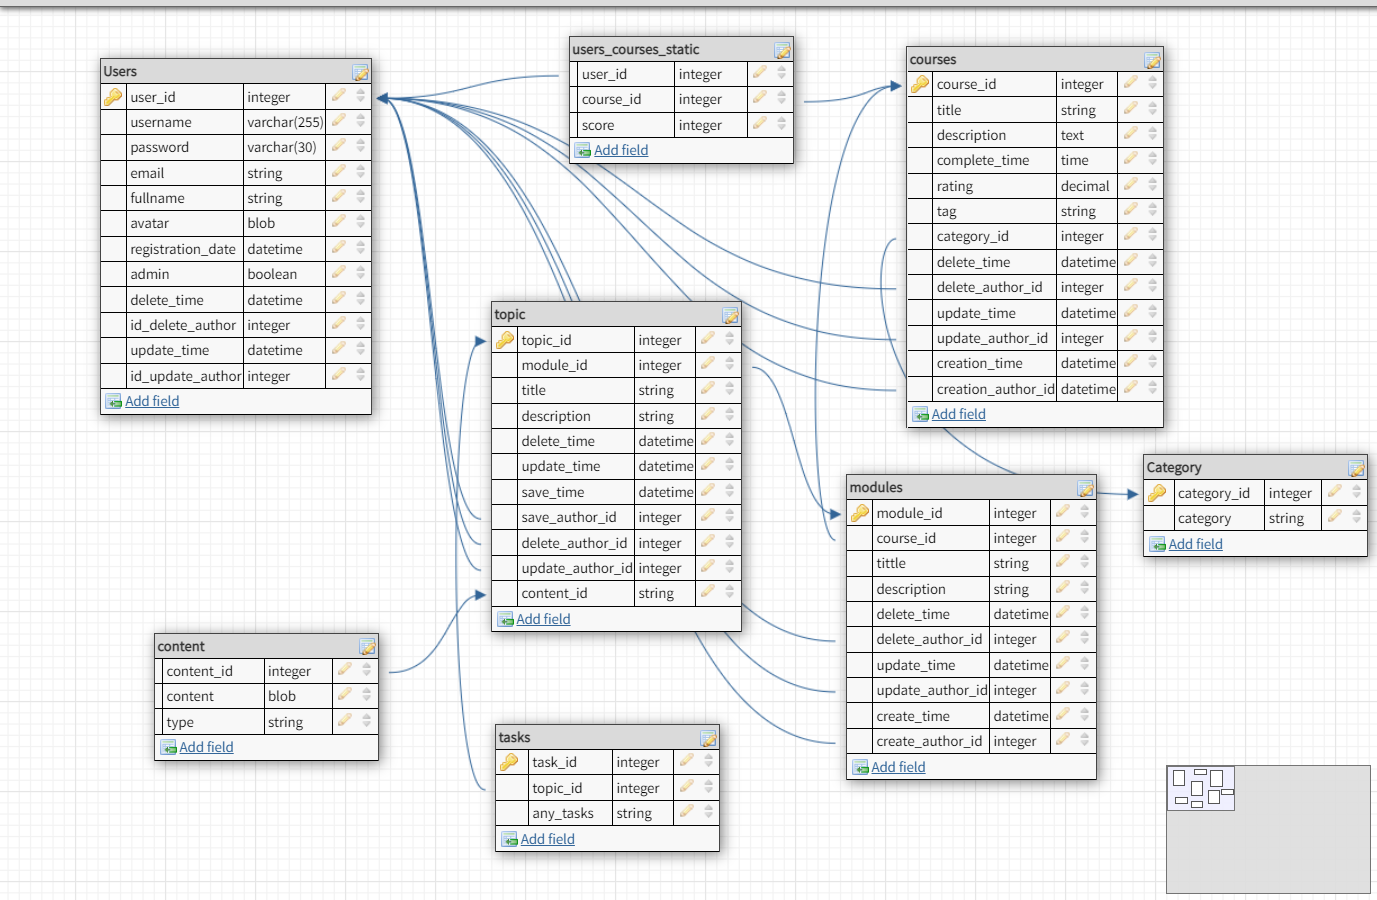 Users
user_id integer
username varchar(255)
password varchar(30)
email string
fullname string
avatar blob
registration_date datetime
admin boolean
delete_time datetime
id_delete_author integer
update_time datetime
id_update_author integer
Add field
users_courses_static
user_id integer
course_id integer
score integer
Add field
courses
course_id integer
title string
description text
complete_time time
rating decimal
tag string
category_id integer
delete_time datetime
delete_author_id integer
update_time datetime
update_author_id integer
creation_time datetime
creation_author_id datetime
Add field
topic
topic_id integer
module_id integer
title string
description string
delete_time datetime
update_time datetime
save_time datetime
save_author_id integer
delete_author_id integer
update_author_id integer
content_id string
Add field
modules
module_id integer
course_id integer
tittle string
description string
delete_time datetime
delete_author_id integer
update_time datetime
update_author_id integer
create_time datetime
create_author_id integer
Add field
Category
category_id integer
category string
Add field
content
content_id integer
content blob
type string
Add field
tasks
task_id integer
topic_id integer
any_tasks string
Add field